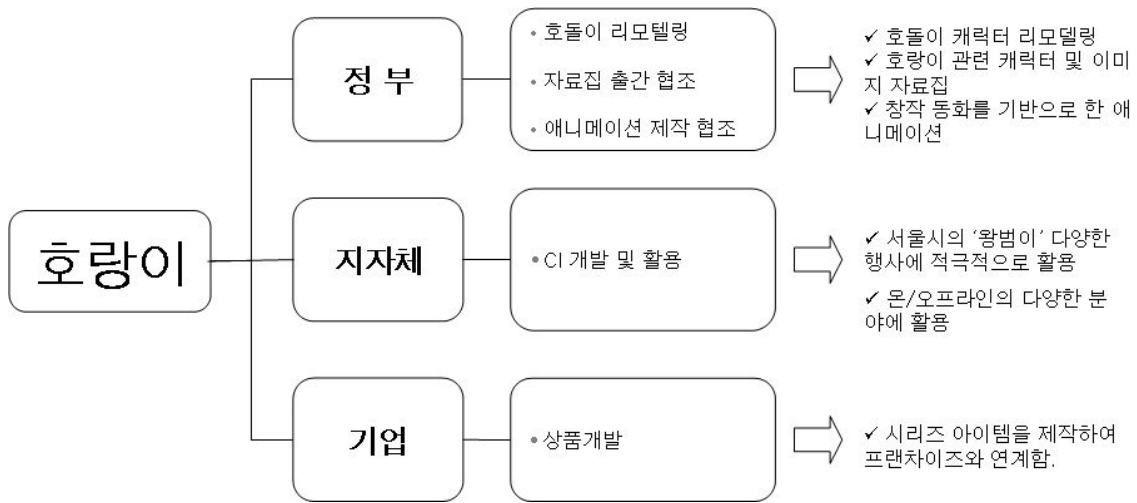 호랑이
정 부
• 호돌이 리모텔링
• 자료집 출간 협조
• 애니메이션 제작 협조
✓ 호돌이 캐릭터 리모델링
✓ 호랑이 관련 캐릭터 및 이미
지 자료집
✓ 창작 동화를 기반으로 한 애
니메이션
지자체
• CI 개발 및 활용
✓ 서울시의 ‘왕범이’ 다양한
행사에 적극적으로 활용
✓ 온/오프라인의 다양한 분
야에 활용
기업
• 상품개발
✓ 시리즈 아이템을 제작하여
프랜차이즈와 연계함.